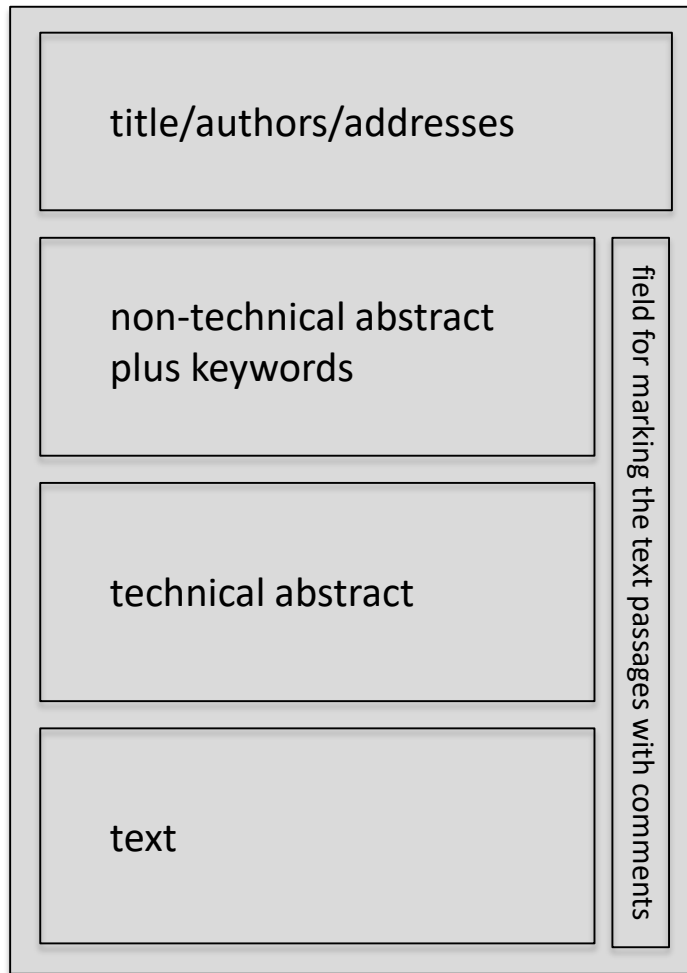 title/authors/addresses
non-technical abstract
plus keywords
technical abstract
text
field for marking the text passages with comments